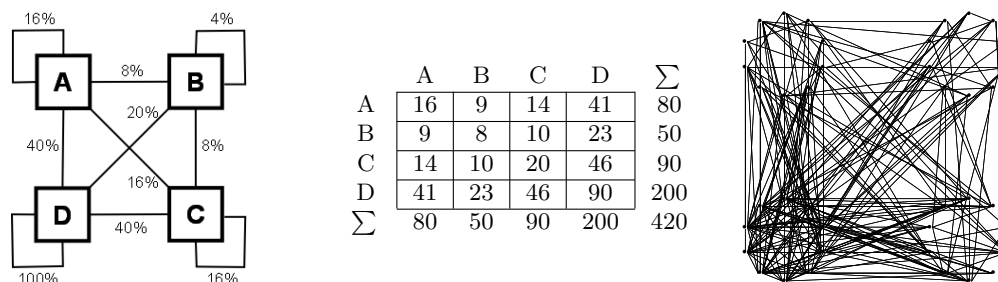 16% 4%
A 8% B
20%
40% 8%
16%
D 40% C
100% 16%
A B C D ∑
A 16 9 14 41 80
B 9 8 10 23 50
C 14 10 20 46 90
D 41 23 46 90 200
∑ 80 50 90 200 420